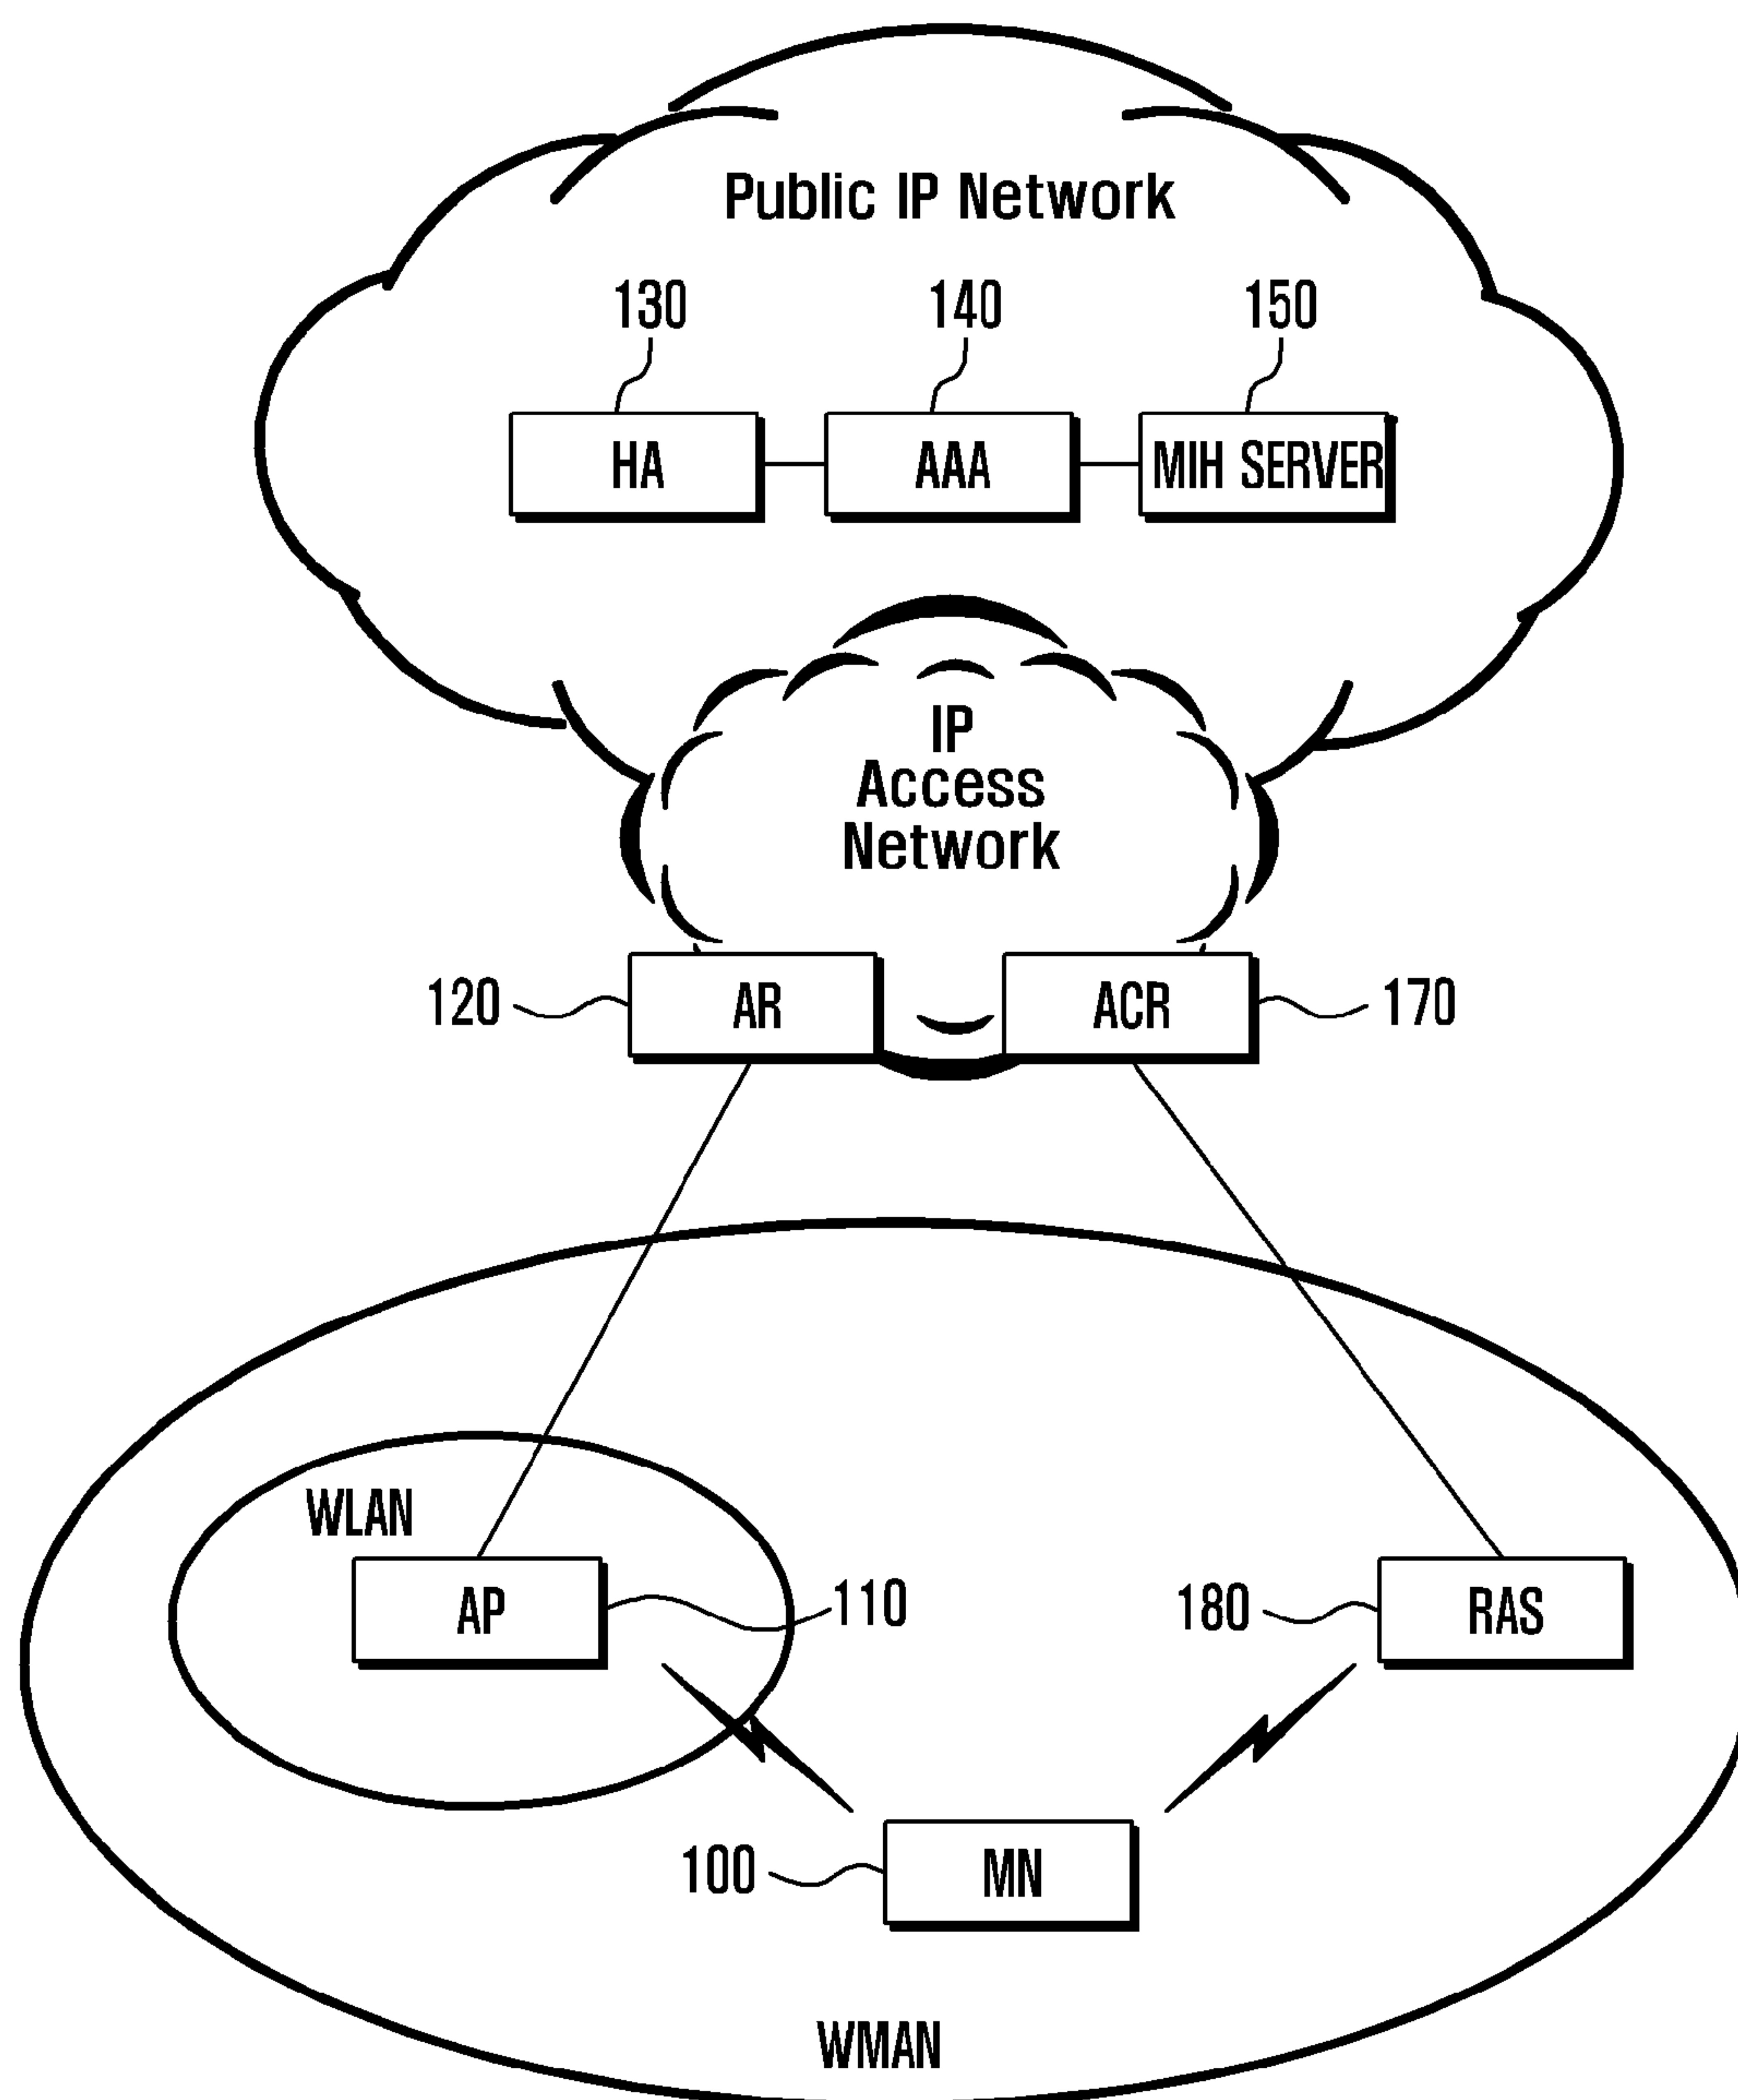 Public IP Network
130
140
150
HA
AAA
MIH SERVER
IP
Access
Network
120
AR
ACR
170
WLAN
AP
110
180
RAS
100
MN
WMAN